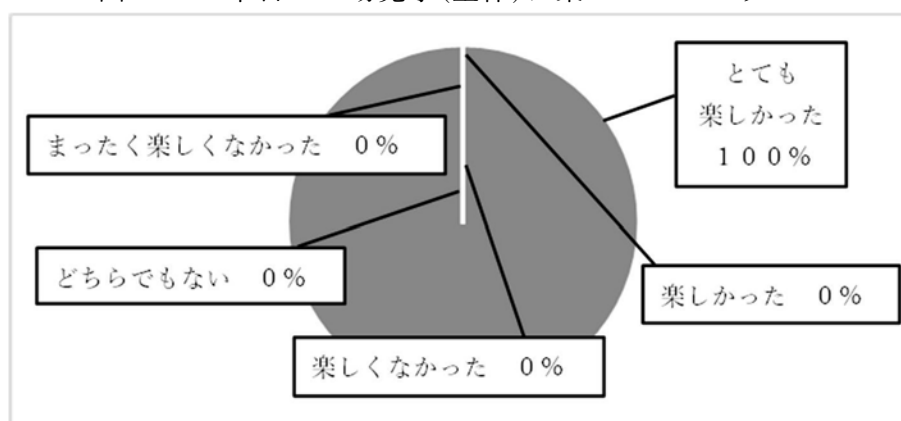 とても
楽しかった
１００％
まったく楽しくなかった　０％
どちらでもない　０％
楽しかった　０％
楽しくなかった　０％